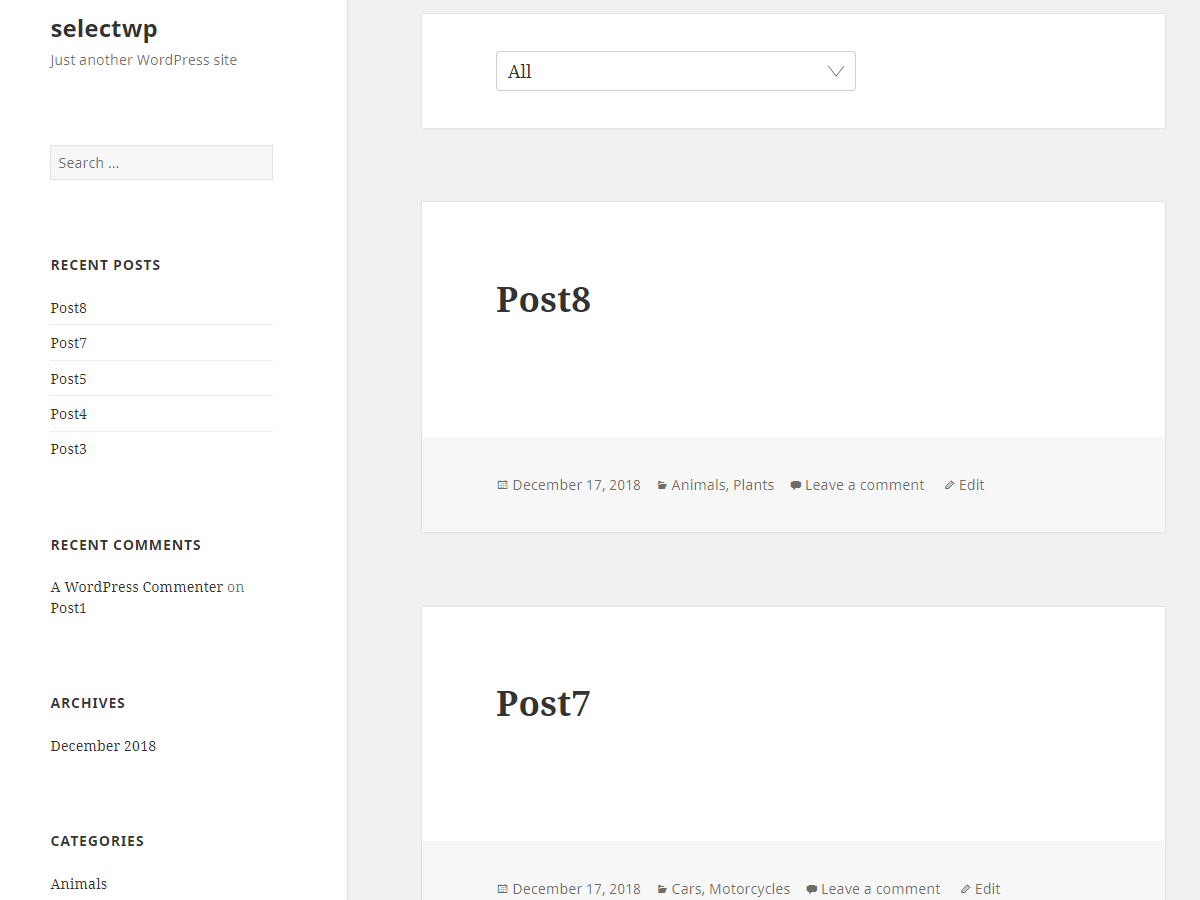 selectwp
Just another WordPress site
Search ...
RECENT POSTS
Post8
Post7
Post5
Post4
Post3
RECENT COMMENTS
A WordPress Commenter on
Post1
ARCHIVES
December 2018
CATEGORIES
Animals
All
Post8
December 17, 2018 Animals, Plants Leave a comment Edit
Post7
December 17, 2018 Cars, Motorcycles Leave a comment Edit